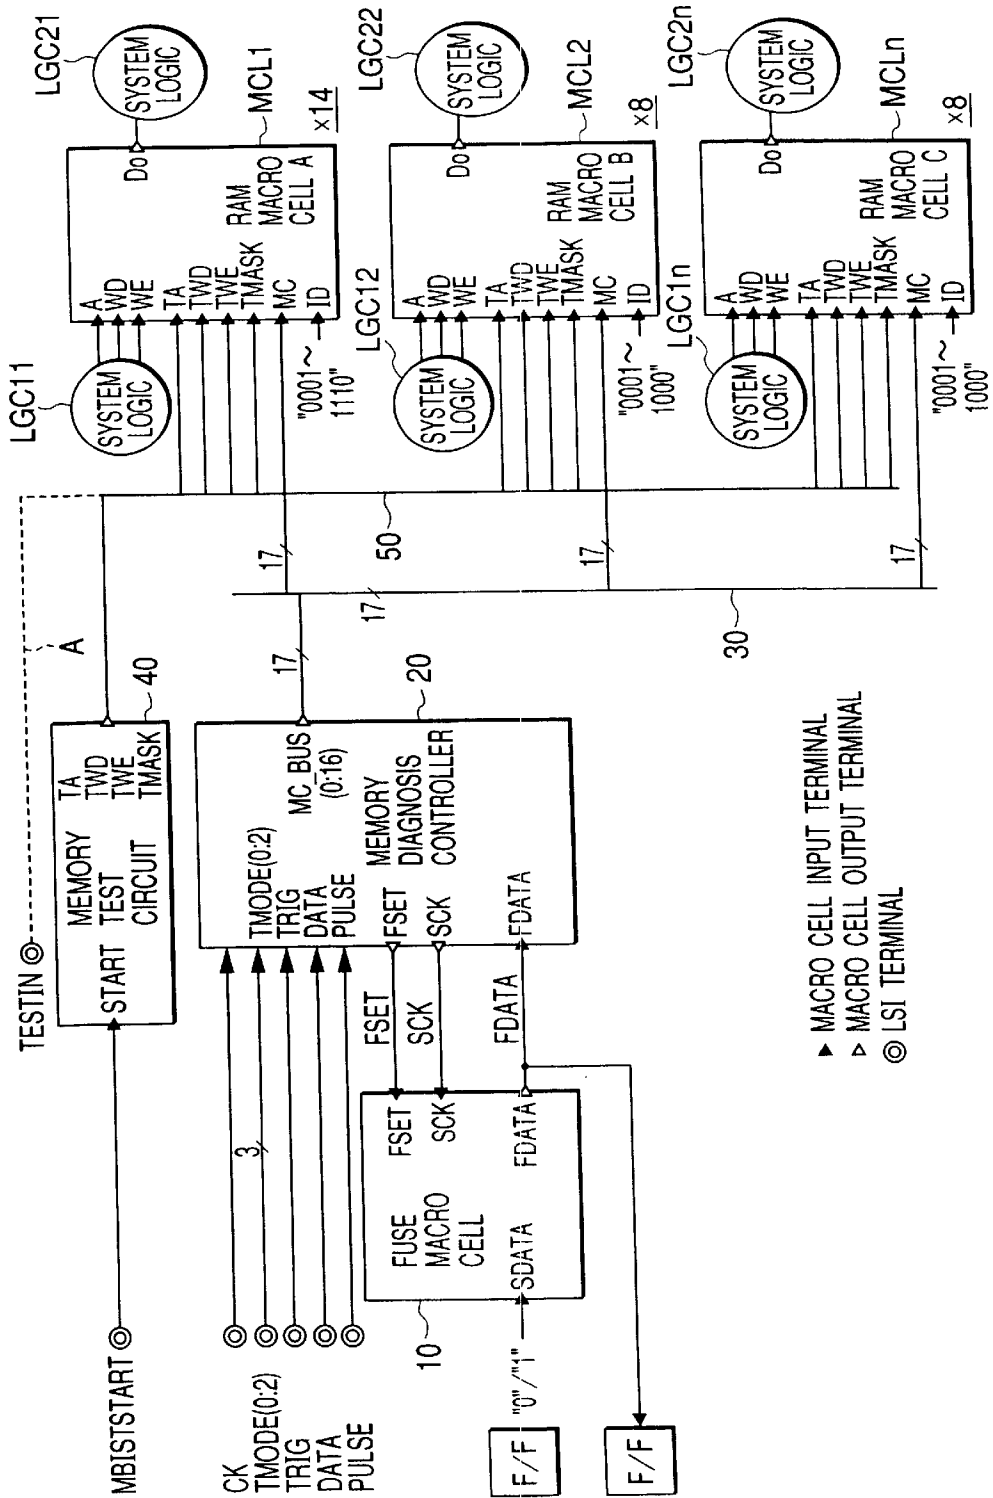 MBISTSTART
CK
TMODE(0:2)
TRIG
DATA
PULSE
F/F
"0"/"1"
F/F
TESTIN
A
START
MEMORY
TEST
CIRCUIT
TA
TWD
TWE
TMASK
40
3
10
SDATA
FUSE
MACRO
CELL
FSET
SCK
FDATA
FSET
SCK
FDATA
TMODE(0:2)
TRIG
DATA
PULSE
FSET
SCK
FDATA
MC_BUS
(0:16)
MEMORY
DIAGNOSIS
CONTROLLER
20
17
17
30
50
17
17
17
LGC11
SYSTEM
LOGIC
"0001~
1110"
A
WD
WE
TA
TWD
TWE
TMASK
MC
ID
RAM
MACRO
CELL A
Do
LGC21
SYSTEM
LOGIC
MCL1
×14
LGC12
SYSTEM
LOGIC
"0001~
1000"
A
WD
WE
TA
TWD
TWE
TMASK
MC
ID
RAM
MACRO
CELL B
Do
LGC22
SYSTEM
LOGIC
MCL2
×8
LGC1n
SYSTEM
LOGIC
"0001~
1000"
A
WD
WE
TA
TWD
TWE
TMASK
MC
ID
RAM
MACRO
CELL C
Do
LGC2n
SYSTEM
LOGIC
MCLn
×8
MACRO CELL INPUT TERMINAL
MACRO CELL OUTPUT TERMINAL
LSI TERMINAL